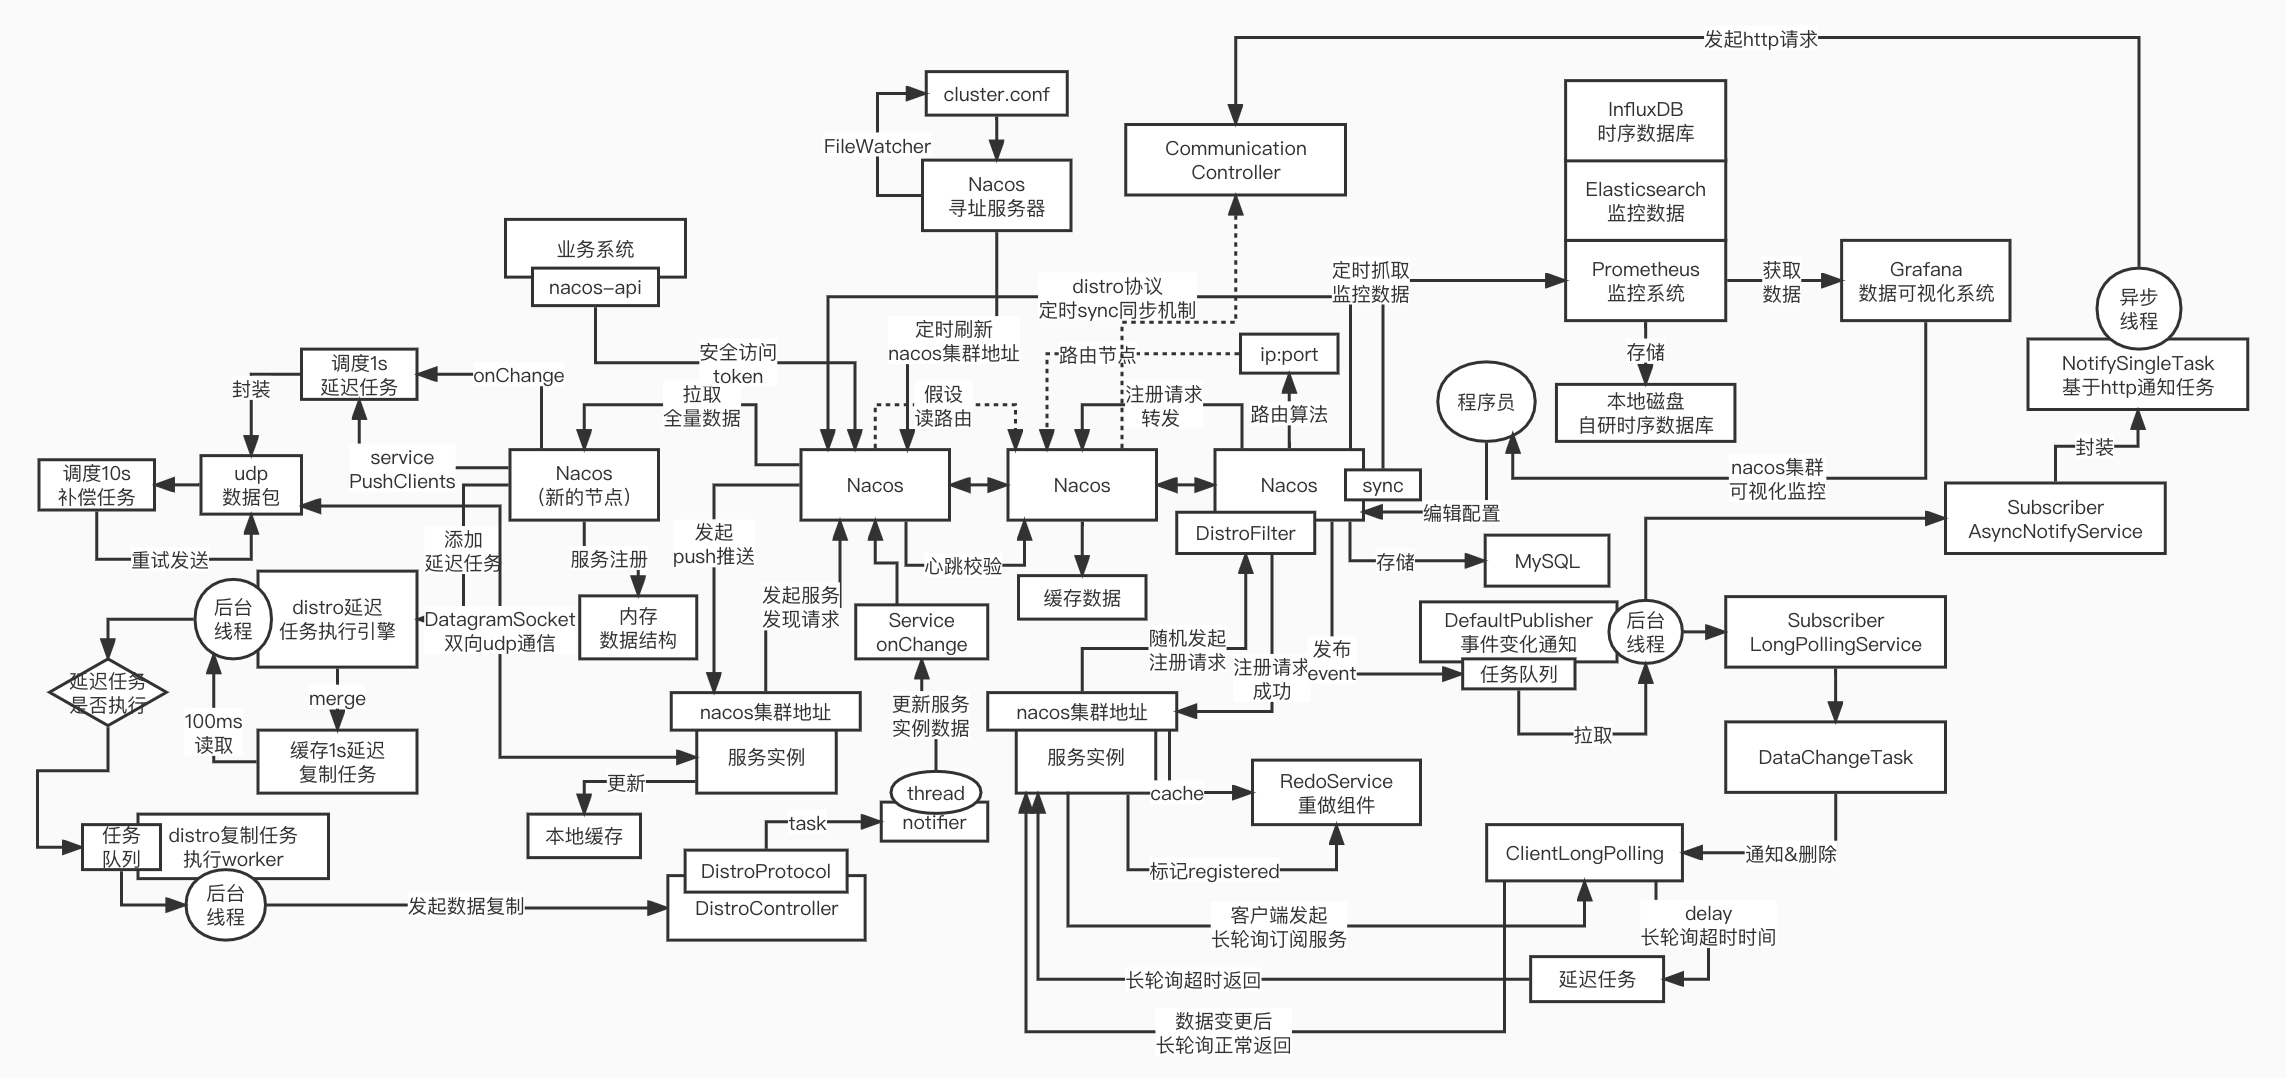 发起http请求
cluster.conf
FileWatcher
Nacos
寻址服务器
Communication
Controller
InfluxDB
时序数据库
Elasticsearch
监控数据
Prometheus
监控系统
获取
数据
Grafana
数据可视化系统
异步
线程
NotifySingleTask
基于http通知任务
业务系统
nacos-api
distro协议
定时sync同步机制
定时抓取
监控数据
定时刷新
nacos集群地址
安全访问
token
路由节点
ip:port
存储
本地磁盘
自研时序数据库
程序员
调度1s
延迟任务
onChange
封装
拉取
全量数据
假设
读路由
注册请求
转发
路由算法
封装
service
PushClients
调度10s
补偿任务
udp
数据包
Nacos
（新的节点）
Nacos
Nacos
Nacos
sync
nacos集群
可视化监控
编辑配置
Subscriber
AsyncNotifyService
DistroFilter
重试发送
添加
延迟任务
服务注册
发起
push推送
心跳校验
存储
MySQL
后台
线程
distro延迟
任务执行引擎
DatagramSocket
双向udp通信
内存
数据结构
发起服务
发现请求
Service
onChange
缓存数据
随机发起
注册请求
注册请求
成功
发布
event
DefaultPublisher
事件变化通知
任务队列
后台
线程
Subscriber
LongPollingService
延迟任务
是否执行
100ms
读取
merge
缓存1s延迟
复制任务
nacos集群地址
服务实例
更新服务
实例数据
nacos集群地址
服务实例
拉取
DataChangeTask
更新
本地缓存
thread
notifier
task
cache
RedoService
重做组件
任务
队列
distro复制任务
执行worker
后台
线程
发起数据复制
DistroProtocol
DistroController
标记registered
ClientLongPolling
通知&删除
客户端发起
长轮询订阅服务
delay
长轮询超时时间
长轮询超时返回
延迟任务
数据变更后
长轮询正常返回